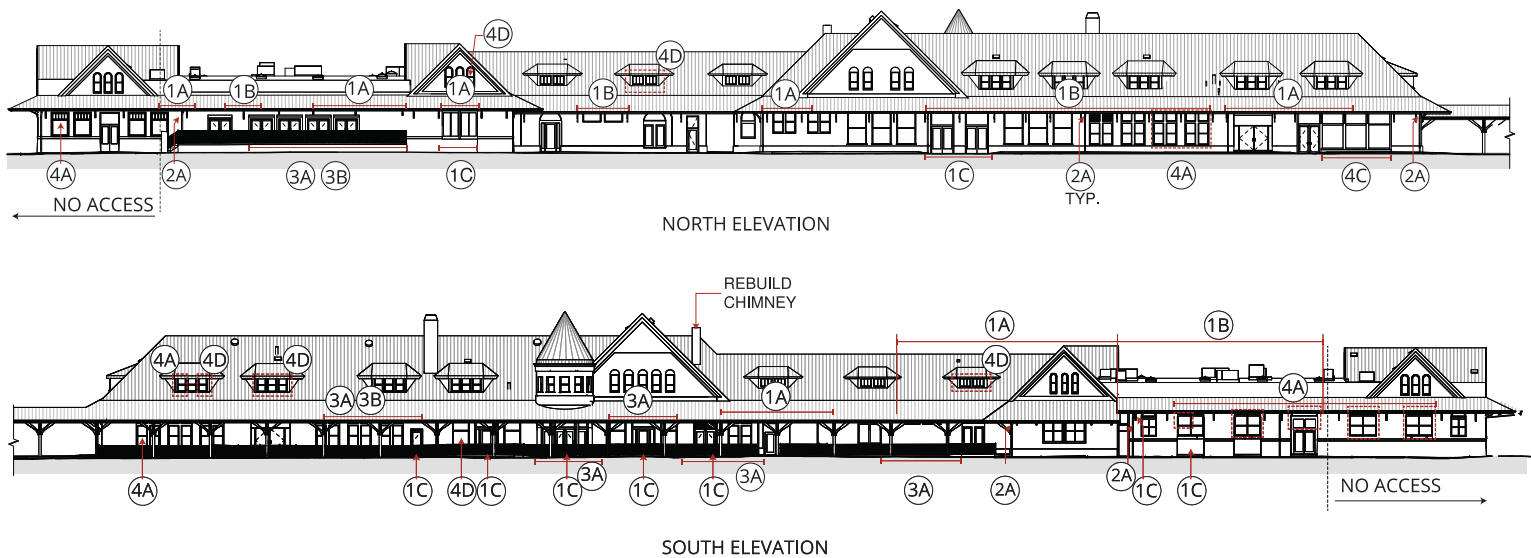 4D
4D
1A
1B
1A
1A
1B
1A
1B
1A
4A
2A
3A
3B
1C
1C
2A
TYP.
4A
4C
2A
NO ACCESS
NORTH ELEVATION
REBUILD
CHIMNEY
1A
1B
4A
4D
4D
4D
4A
3A
3B
3A
1A
4A
1C
4D
1C
1C
3A
1C
1C
3A
3A
2A
2A
1C
1C
NO ACCESS
SOUTH ELEVATION